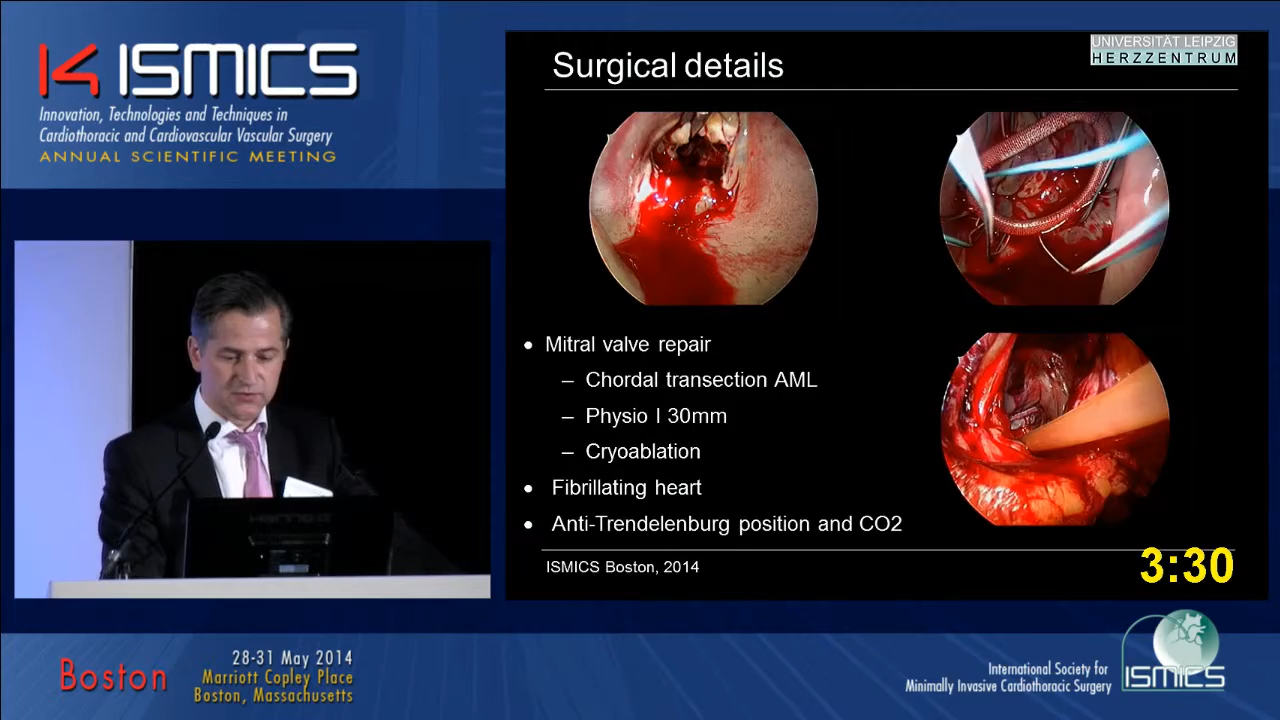 14 ISMICS
Innovation, Technologies and Techniques in
Cardiothoracic and Cardiovascular Vascular Surgery
ANNUAL SCIENTIFIC MEETING
Surgical details
UNIVERSITÄT LEIPZIG
HERZZENTRUM
• Mitral valve repair
– Chordal transection AML
– Physio I 30mm
– Cryoablation
• Fibrillating heart
• Anti-Trendelenburg position and CO2
ISMICS Boston, 2014
3:30
Boston
28-31 May 2014
Marriott Copley Place
Boston, Massachusetts
International Society for
Minimally Invasive Cardiothoracic Surgery
ISMICS